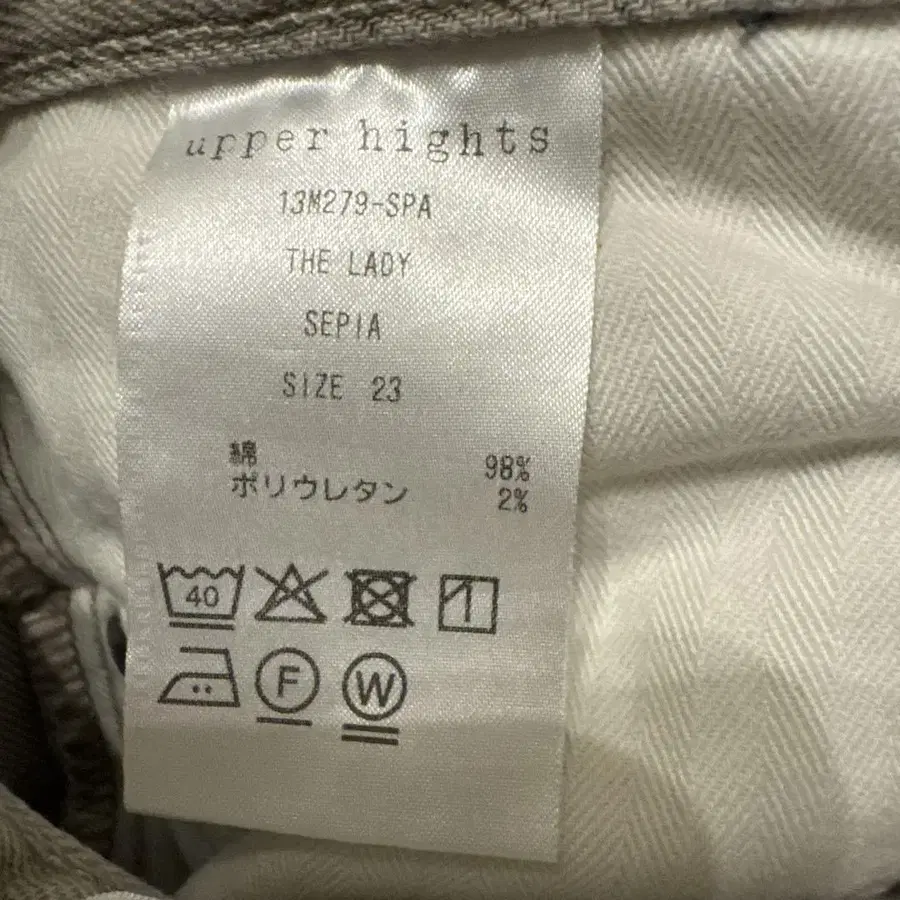 upper hights
13M279-SPA
THE LADY
SEPIA
SIZE 23
綿 98%
ポリウレタン 2%
40
F W